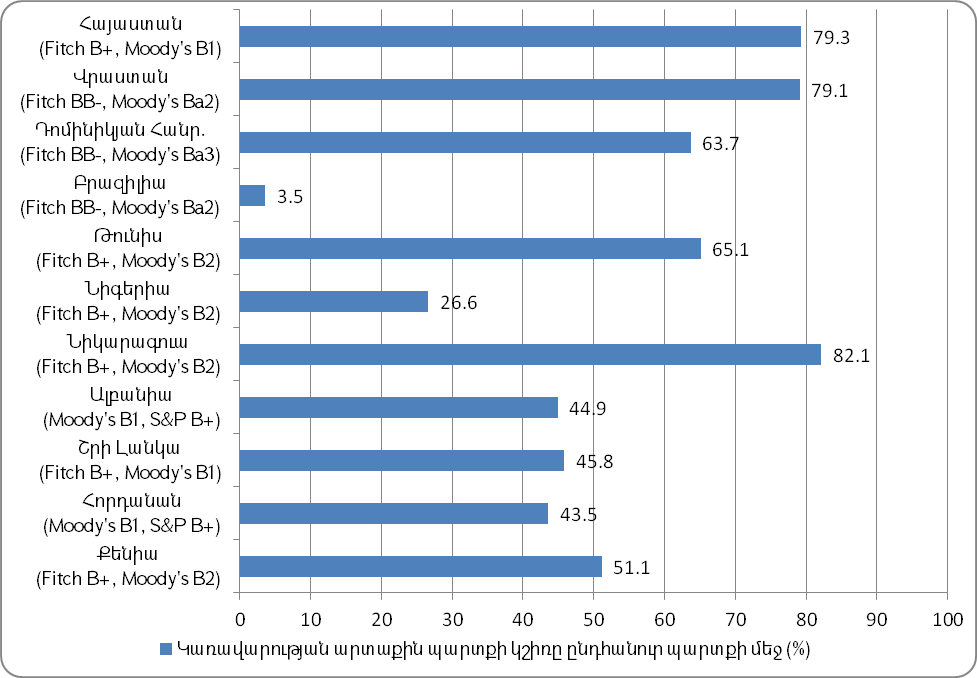 Հայաստան
(Fitch B+, Moody's B1)
79.3
Վրաստան
(Fitch BB-, Moody's Ba2)
79.1
Դոմինիկյան Հանր.
(Fitch BB-, Moody's Ba3)
63.7
Բրազիլիա
(Fitch BB-, Moody's Ba2)
3.5
Թունիս
(Fitch B+, Moody's B2)
65.1
Նիգերիա
(Fitch B+, Moody's B2)
26.6
Նիկարագուա
(Fitch B+, Moody's B2)
82.1
Ալբանիա
(Moody's B1, S&P B+)
44.9
Շրի Լանկա
(Fitch B+, Moody's B1)
45.8
Հորդանան
(Moody's B1, S&P B+)
43.5
Քենիա
(Fitch B+, Moody's B2)
51.1
0 10 20 30 40 50 60 70 80 90 100
Կառավարության արտաքին պարտքի կշիռը ընդհանուր պարտքի մեջ (%)